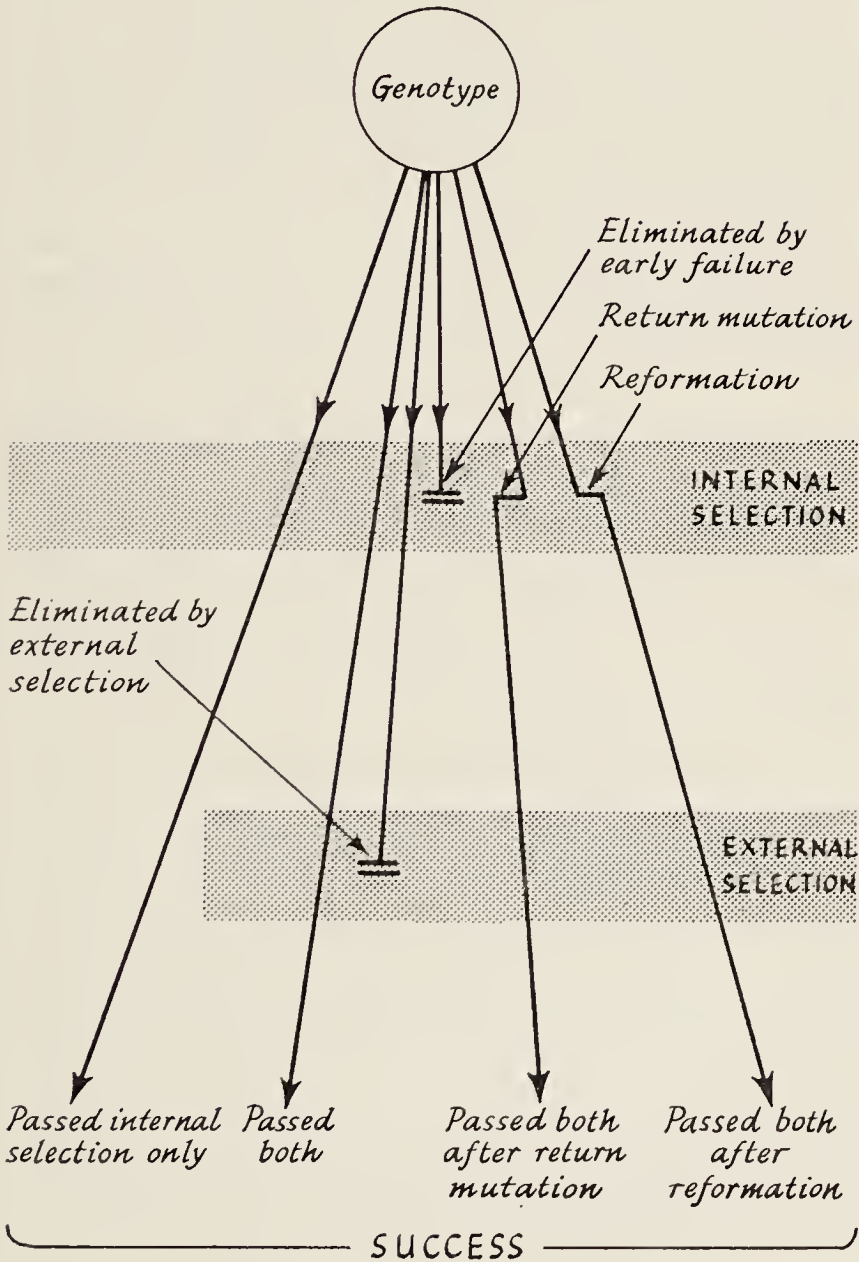 Genotype
Eliminated by
early failure
Return mutation
Reformation
INTERNAL
SELECTION
Eliminated by
external
selection
EXTERNAL
SELECTION
Passed internal
selection only
Passed
both
Passed both
after return
mutation
Passed both
after
reformation
SUCCESS